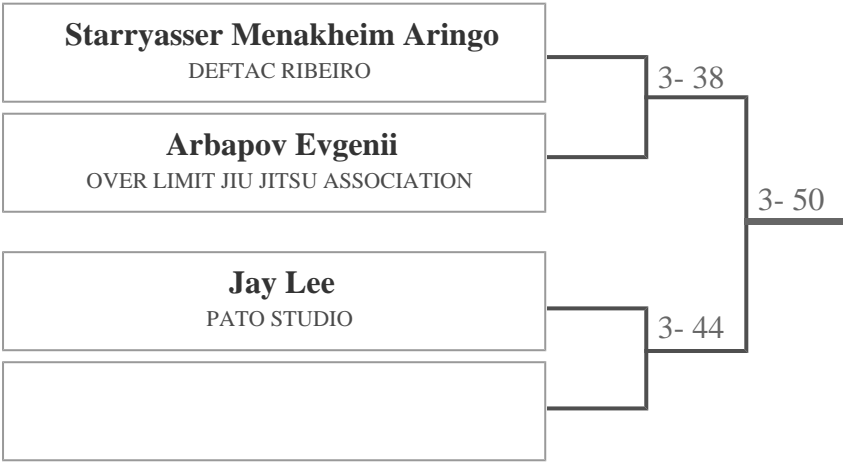 Starryasser Menakheim Aringo
DEFTAC RIBEIRO
3- 38
Arbapov Evgenii
OVER LIMIT JIU JITSU ASSOCIATION
3- 50
Jay Lee
PATO STUDIO
3- 44